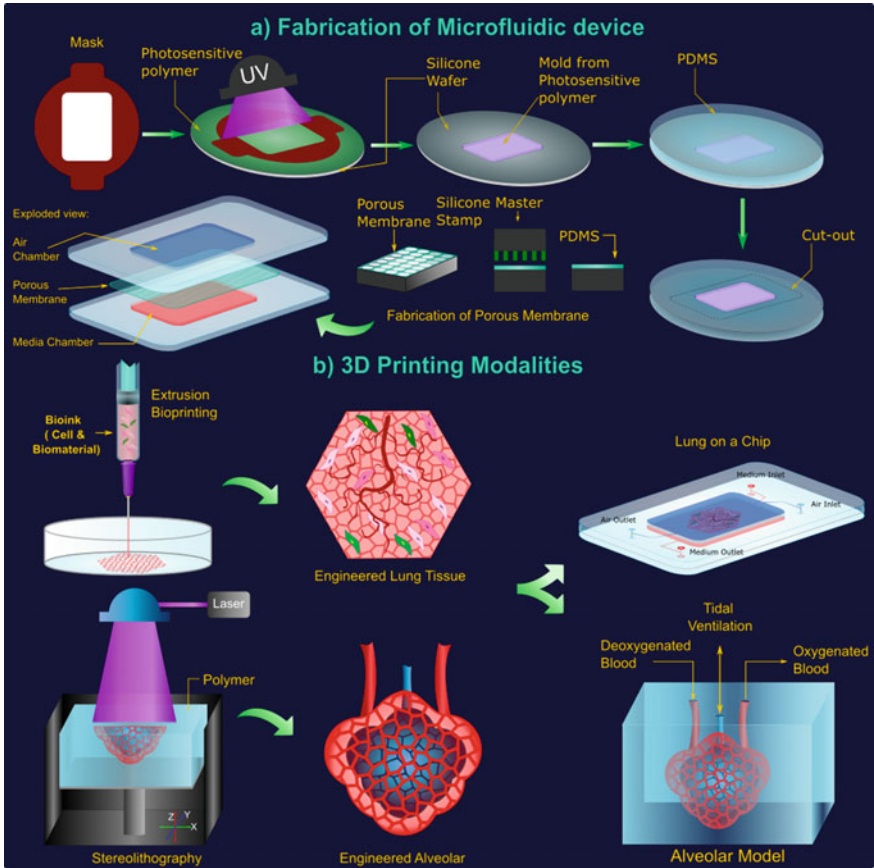 a) Fabrication of Microfluidic device
Mask
Photosensitive
polymer
UV
Silicone
Wafer
Mold from
Photosensitive
polymer
PDMS
Exploded view:
Air
Chamber
Porous
Membrane
Media Chamber
Porous
Membrane
Silicone Master
Stamp
PDMS
Cut-out
Fabrication of Porous Membrane
b) 3D Printing Modalities
Extrusion
Bioprinting
Bioink
( Cell &
Biomaterial)
Engineered Lung Tissue
Lung on a Chip
Medium Inlet
Air Inlet
Air Outlet
Medium Outlet
Laser
Polymer
Z
Y
X
Stereolithography
Engineered Alveolar
Tidal
Ventilation
Deoxygenated
Blood
Oxygenated
Blood
Alveolar Model